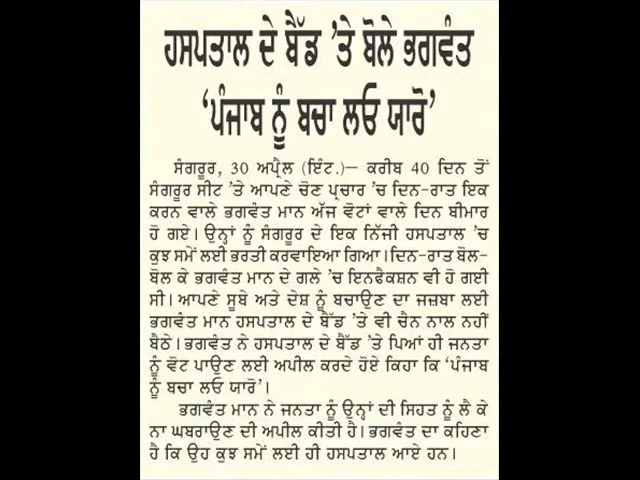 ਹਸਪਤਾਲ ਦੇ ਬੈੱਡ ’ਤੇ ਬੋਲੇ ਭਗਵੰਤ
‘ਪੰਜਾਬ ਨੂੰ ਬਚਾ ਲਓ ਯਾਰੋ’
ਸੰਗਰੂਰ, 30 ਅਪ੍ਰੈਲ (ਇੰਟ.)– ਕਰੀਬ 40 ਦਿਨ ਤੋਂ
ਸੰਗਰੂਰ ਸੀਟ ’ਤੇ ਆਪਣੇ ਚੋਣ ਪ੍ਰਚਾਰ ’ਚ ਦਿਨ-ਰਾਤ ਇਕ
ਕਰਨ ਵਾਲੇ ਭਗਵੰਤ ਮਾਨ ਅੱਜ ਵੋਟਾਂ ਵਾਲੇ ਦਿਨ ਬੀਮਾਰ
ਹੋ ਗਏ। ਉਨ੍ਹਾਂ ਨੂੰ ਸੰਗਰੂਰ ਦੇ ਇਕ ਨਿੱਜੀ ਹਸਪਤਾਲ ’ਚ
ਕੁਝ ਸਮੇਂ ਲਈ ਭਰਤੀ ਕਰਵਾਇਆ ਗਿਆ। ਦਿਨ-ਰਾਤ ਬੋਲ-
ਬੋਲ ਕੇ ਭਗਵੰਤ ਮਾਨ ਦੇ ਗਲੇ ’ਚ ਇਨਫੈਕਸ਼ਨ ਵੀ ਹੋ ਗਈ
ਸੀ। ਆਪਣੇ ਸੂਬੇ ਅਤੇ ਦੇਸ਼ ਨੂੰ ਬਚਾਉਣ ਦਾ ਜਜ਼ਬਾ ਲਈ
ਭਗਵੰਤ ਮਾਨ ਹਸਪਤਾਲ ਦੇ ਬੈੱਡ ’ਤੇ ਵੀ ਚੈਨ ਨਾਲ ਨਹੀਂ
ਬੈਠੇ। ਭਗਵੰਤ ਨੇ ਹਸਪਤਾਲ ਦੇ ਬੈੱਡ ’ਤੇ ਪਿਆਂ ਹੀ ਜਨਤਾ
ਨੂੰ ਵੋਟ ਪਾਉਣ ਲਈ ਅਪੀਲ ਕਰਦੇ ਹੋਏ ਕਿਹਾ ਕਿ ‘ਪੰਜਾਬ
ਨੂੰ ਬਚਾ ਲਓ ਯਾਰੋ’।
ਭਗਵੰਤ ਮਾਨ ਨੇ ਜਨਤਾ ਨੂੰ ਉਨ੍ਹਾਂ ਦੀ ਸਿਹਤ ਨੂੰ ਲੈ ਕੇ
ਨਾ ਘਬਰਾਉਣ ਦੀ ਅਪੀਲ ਕੀਤੀ ਹੈ। ਭਗਵੰਤ ਦਾ ਕਹਿਣਾ
ਹੈ ਕਿ ਉਹ ਕੁਝ ਸਮੇਂ ਲਈ ਹੀ ਹਸਪਤਾਲ ਆਏ ਹਨ।